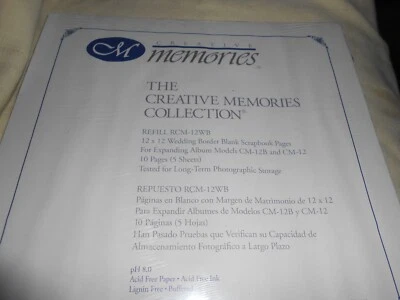 M
CREATIVE
memories™
THE
CREATIVE MEMORIES
COLLECTION®
REFILL RCM-12WB
12 x 12 Wedding Border Blank Scrapbook Pages
For Expanding Album Models CM-12B and CM-12
10 Pages (5 Sheets)
Tested for Long-Term Photographic Storage
REPUESTO RCM-12WB
Páginas en Blanco con Margen de Matrimonio de 12 x 12
Para Expandir Albumes de Modelos CM-12B y CM-12
10 Páginas (5 Hojas)
Han Pasado Pruebas que Verifican su Capacidad de
Almacenamiento Fotográfico a Largo Plazo
pH 8.0
Acid Free Paper • Acid Free Ink
Lignin Free • Buffered